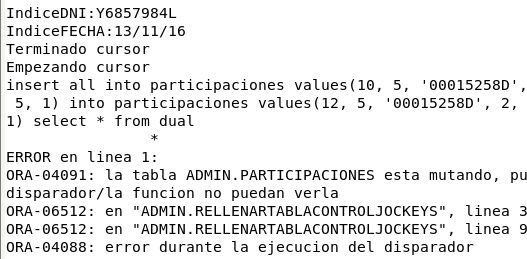 IndiceDNI:Y6857984L
IndiceFECHA:13/11/16
Terminado cursor
Empezando cursor
insert all into participaciones values(10, 5, '00015258D',
5, 1) into participaciones values(12, 5, '00015258D', 2,
1) select * from dual
*
ERROR en linea 1:
ORA-04091: la tabla ADMIN.PARTICIPACIONES esta mutando, pu
disparador/la funcion no puedan verla
ORA-06512: en "ADMIN.RELLENARTABLACONTROLJOCKEYS", linea 3
ORA-06512: en "ADMIN.RELLENARTABLACONTROLJOCKEYS", linea 9
ORA-04088: error durante la ejecucion del disparador